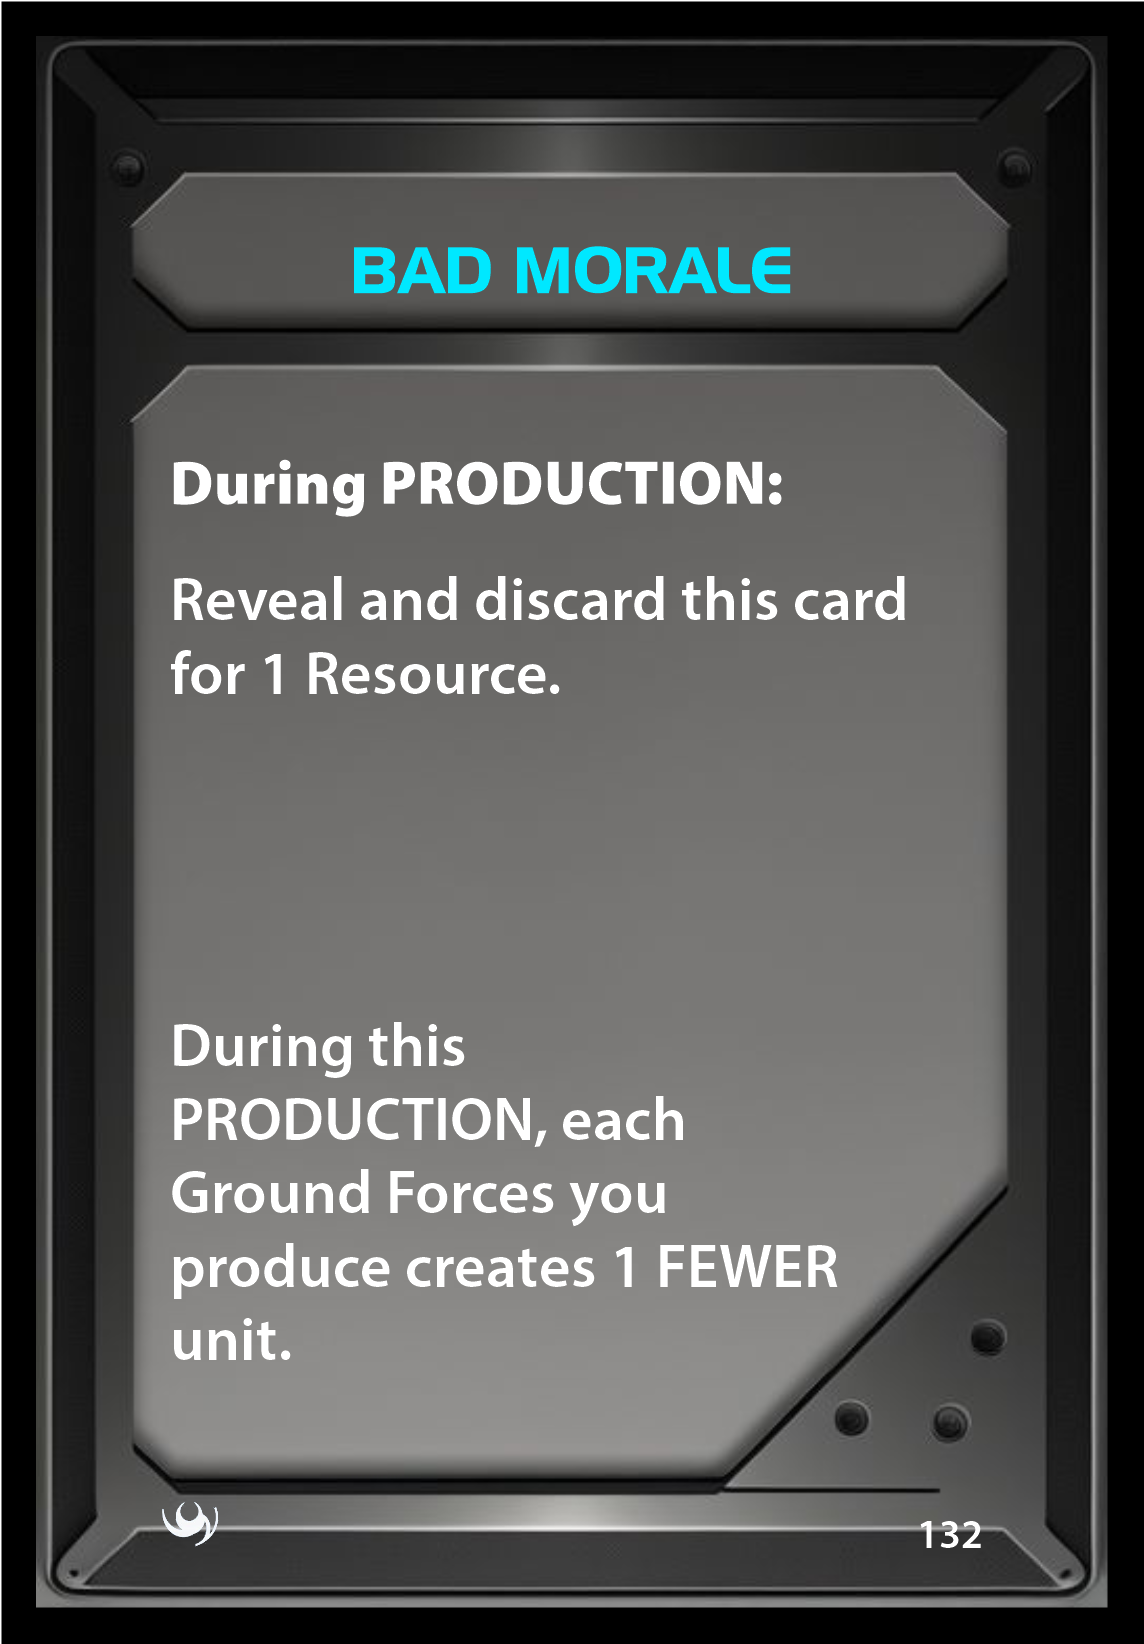 BAD MORALE
During PRODUCTION:
Reveal and discard this card
for 1 Resource.
During this
PRODUCTION, each
Ground Forces you
produce creates 1 FEWER
unit.
132